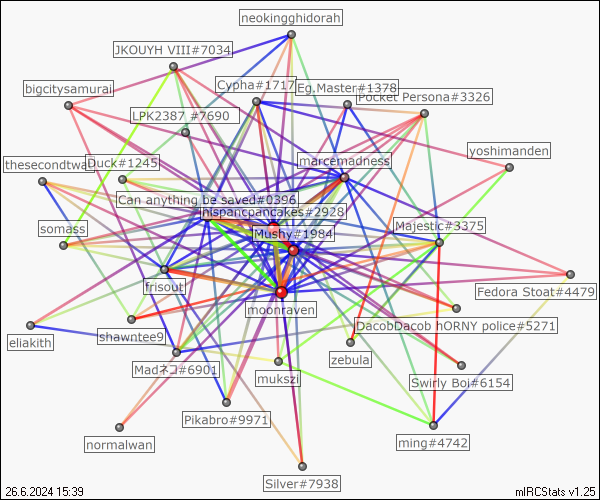 neokingghidorah
JKOUYH VIII#7034
Cypha#1717
Eg.Master#1378
bigcitysamurai
Pocket Persona#3326
LPK2387 #7690
yoshimanden
thesecondtwa
Duck#1245
marcemadness
Can anything be saved#0396
hispanicpancakes#2928
somass
Mushy#1984
Majestic#3375
frisout
Fedora Stoat#4479
moonraven
eliakith
shawntee9
DacobDacob hORNY police#5271
Madネコ#6901
mukszi
zebula
Swirly Boi#6154
Pikabro#9971
normalwan
ming#4742
Silver#7938
26.6.2024 15:39
mIRCStats v1.25